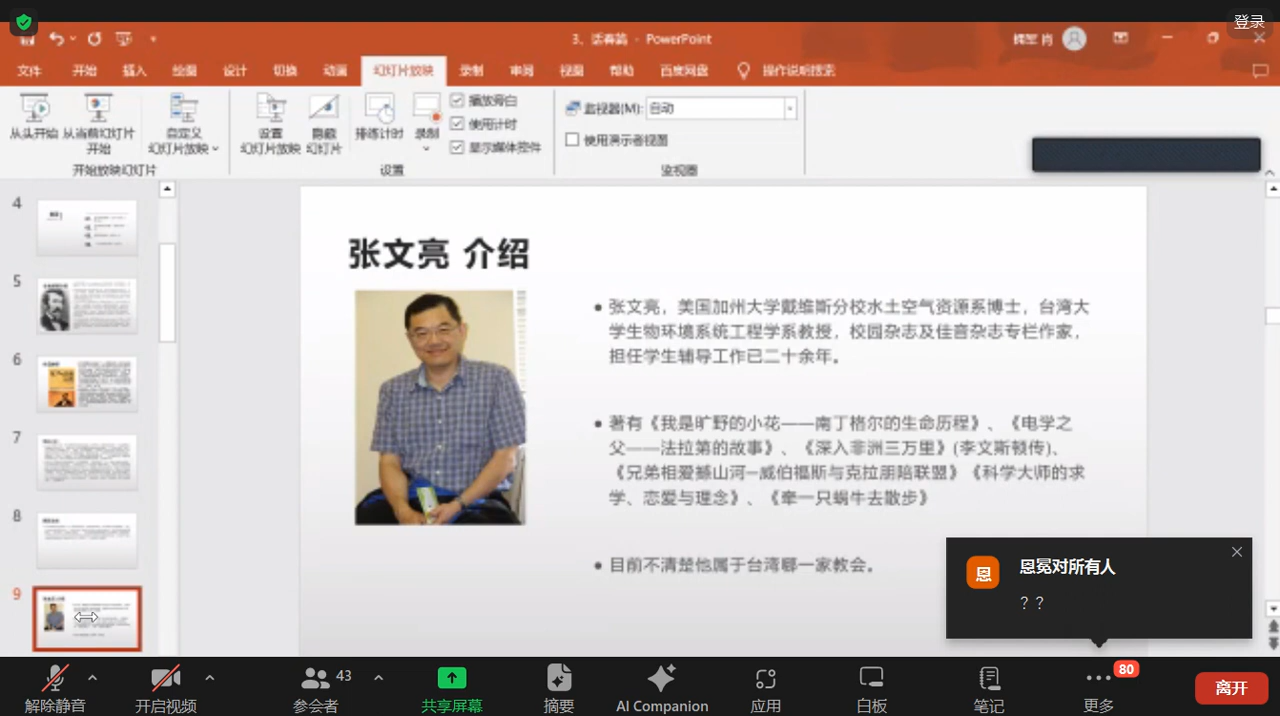 登录
3、活春篇 - PowerPoint
文件 开始 插入 绘图 设计 切换 动画 幻灯片放映 录制 审阅 视图 帮助 百度网盘 操作说明搜索
从头开始 从当前幻灯片开始 自定义幻灯片放映 设置幻灯片放映 隐藏幻灯片 排练计时 录制
播放旁白
使用计时
显示媒体控件
监视器(M): 自动
使用演示者视图
开始放映幻灯片 设置 监视器
4
5
6
7
8
9
张文亮 介绍
• 张文亮，美国加州大学戴维斯分校水土空气资源系博士，台湾大
学生物环境系统工程学系教授，校园杂志及佳音杂志专栏作家，
担任学生辅导工作已二十余年。
• 著有《我是旷野的小花——南丁格尔的生命历程》、《电学之
父——法拉第的故事》、《深入非洲三万里》(李文斯顿传)、
《兄弟相爱撼山河—威伯福斯与克拉朋联盟》《科学大师的求
学、恋爱与理念》、《牵一只蜗牛去散步》
• 目前不清楚他属于台湾哪一家教会。
恩
恩冕对所有人
？？
解除静音 开启视频 参会者 43 共享屏幕 摘要 AI Companion 应用 白板 笔记 更多 80 离开